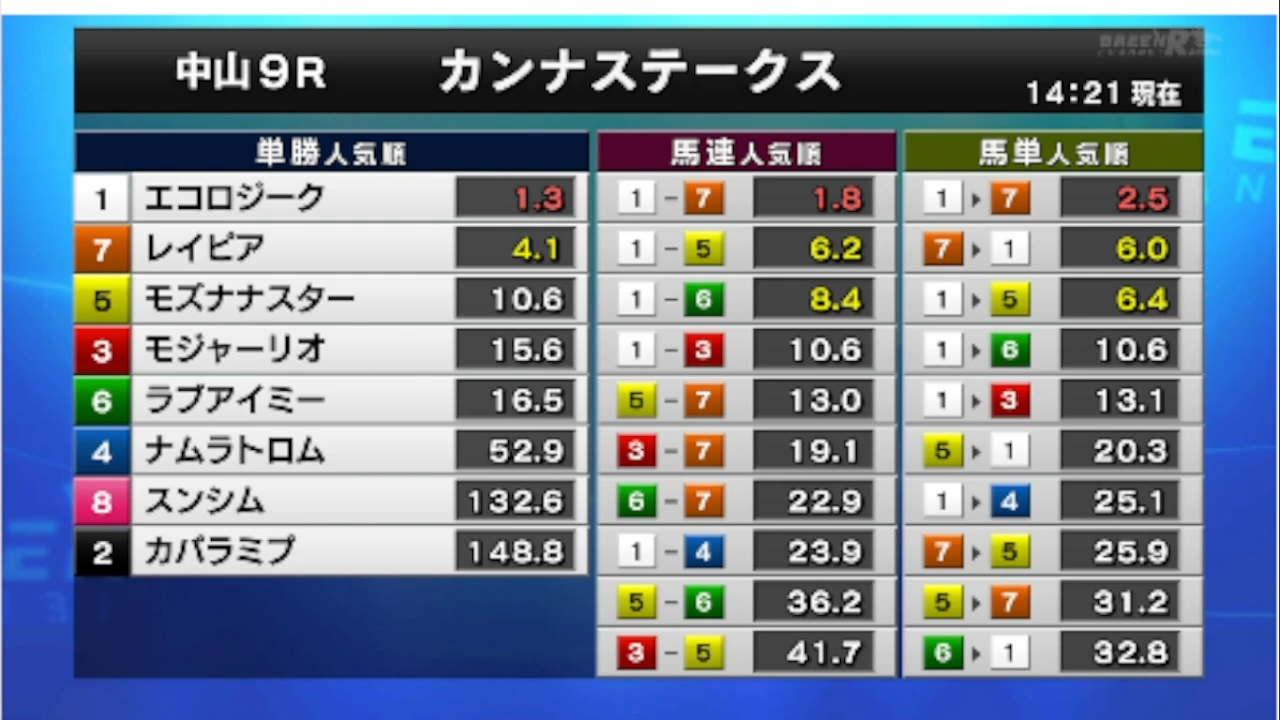 中山9R カンナステークス 14:21 現在
単勝人気順 馬連人気順 馬単人気順
1 エコロジーク 1.3 1-7 1.8 1▸7 2.5
7 レイピア 4.1 1-5 6.2 7▸1 6.0
5 モズナナスター 10.6 1-6 8.4 1▸5 6.4
3 モジャーリオ 15.6 1-3 10.6 1▸6 10.6
6 ラブアイミー 16.5 5-7 13.0 1▸3 13.1
4 ナムラトロム 52.9 3-7 19.1 5▸1 20.3
8 スンシム 132.6 6-7 22.9 1▸4 25.1
2 カパラミプ 148.8 1-4 23.9 7▸5 25.9
5-6 36.2 5▸7 31.2
3-5 41.7 6▸1 32.8